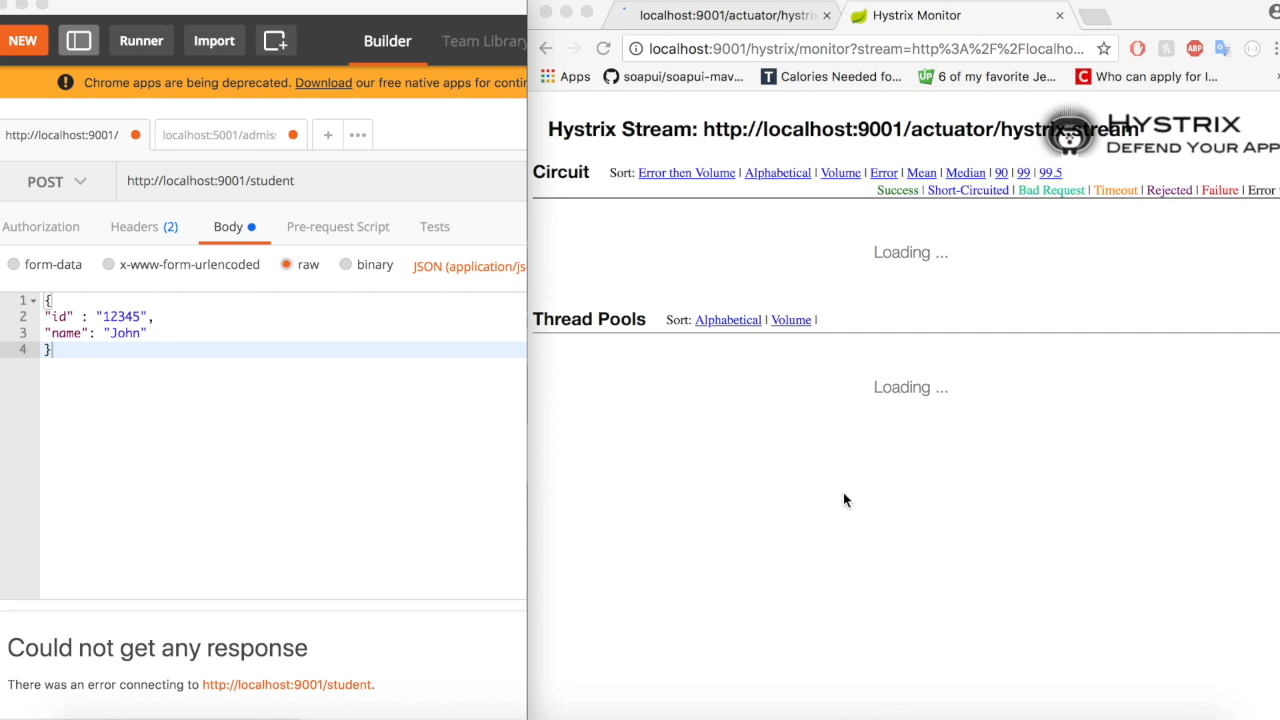 NEW
Runner
Import
Builder
Team Library
Chrome apps are being deprecated. Download our free native apps for contin
http://localhost:9001/
localhost:5001/admis
+
•••
POST
http://localhost:9001/student
Authorization
Headers (2)
Body
Pre-request Script
Tests
form-data
x-www-form-urlencoded
raw
binary
JSON (application/js
1
{
2
"id" : "12345",
3
"name": "John"
4
}
Could not get any response
There was an error connecting to http://localhost:9001/student.
localhost:9001/actuator/hystri
Hystrix Monitor
localhost:9001/hystrix/monitor?stream=http%3A%2F%2Flocalho...
ABP
Apps
soapui/soapui-mav...
T
Calories Needed fo...
UP
6 of my favorite Je...
C
Who can apply for I...
Hystrix Stream: http://localhost:9001/actuator/hystrix.stream
HYSTRIX
DEFEND YOUR APP
Circuit
Sort: Error then Volume | Alphabetical | Volume | Error | Mean | Median | 90 | 99 | 99.5
Success | Short-Circuited | Bad Request | Timeout | Rejected | Failure | Error
Loading ...
Thread Pools
Sort: Alphabetical | Volume |
Loading ...